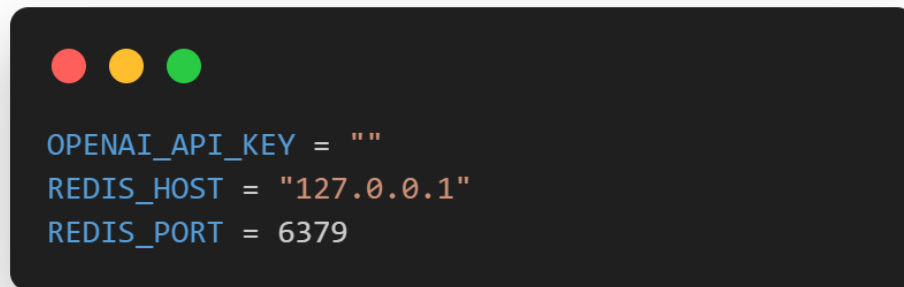 OPENAI_API_KEY = ""
REDIS_HOST = "127.0.0.1"
REDIS_PORT = 6379